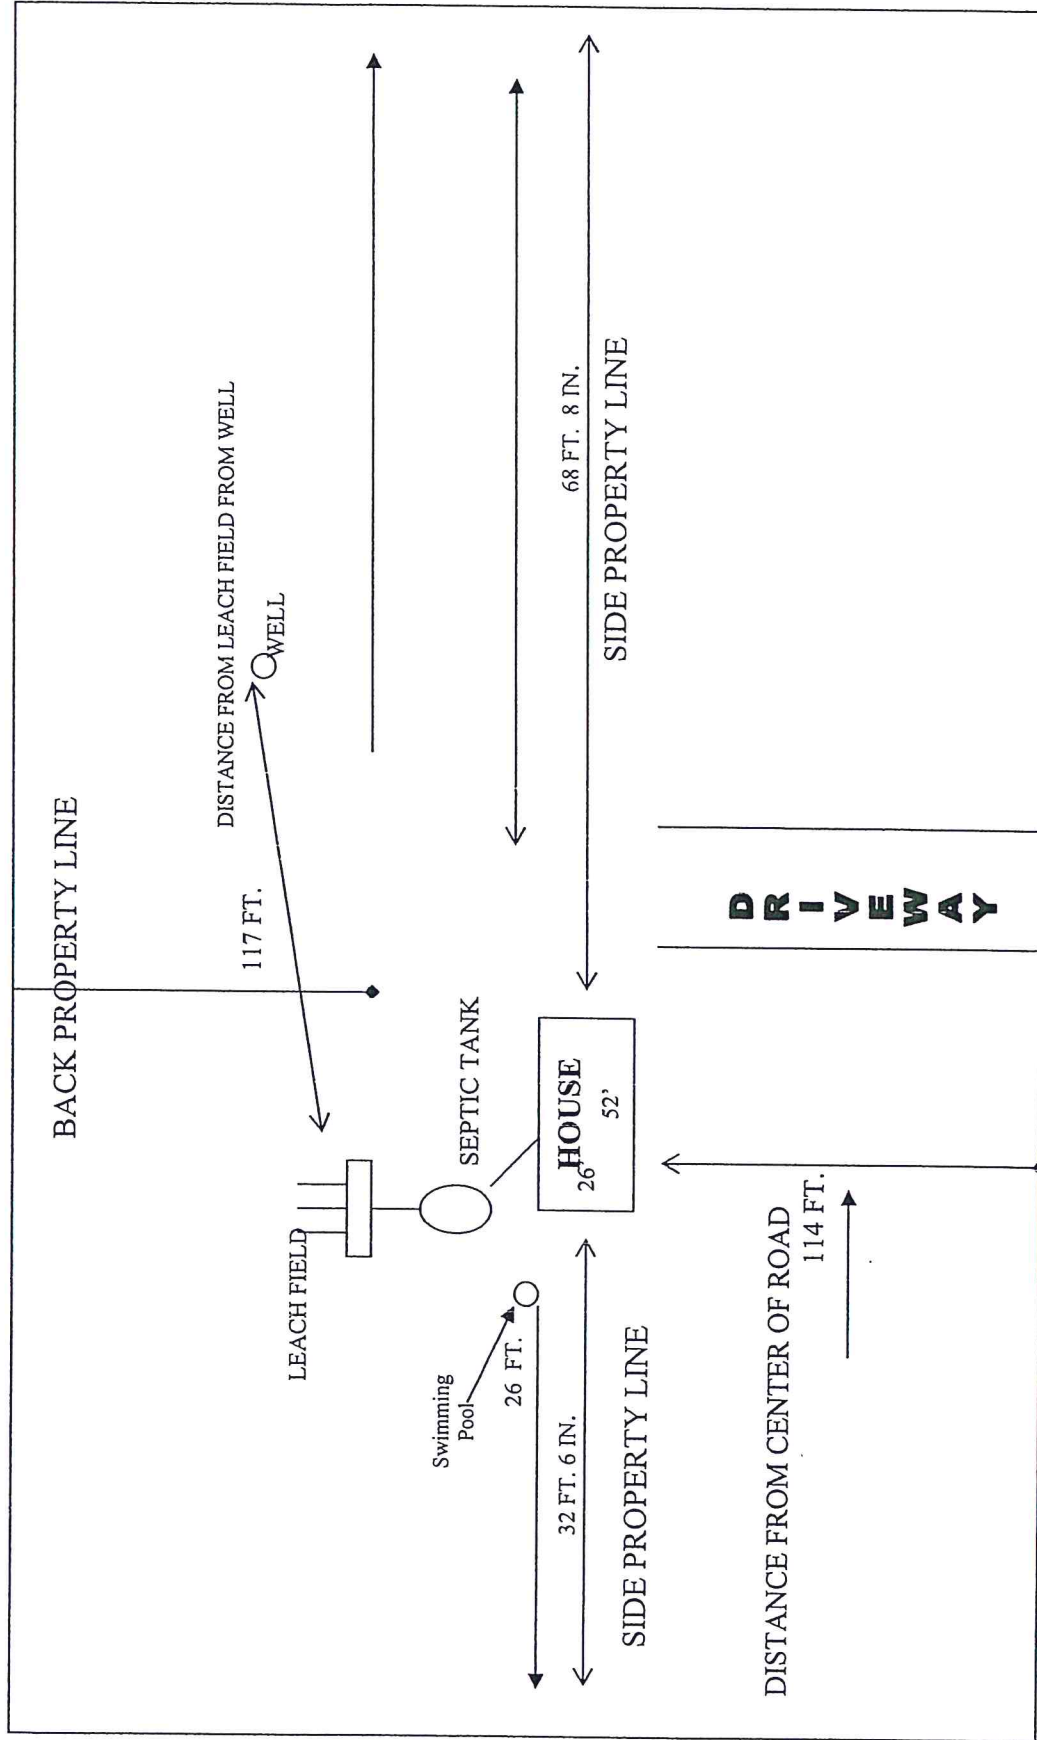 BACK PROPERTY LINE
DISTANCE FROM LEACH FIELD FROM WELL
117 FT.
WELL
LEACH FIELD
SEPTIC TANK
Swimming
Pool
26 FT.
HOUSE
26'
52'
32 FT. 6 IN.
SIDE PROPERTY LINE
68 FT. 8 IN.
SIDE PROPERTY LINE
DISTANCE FROM CENTER OF ROAD
114 FT.
DRIVEWAY